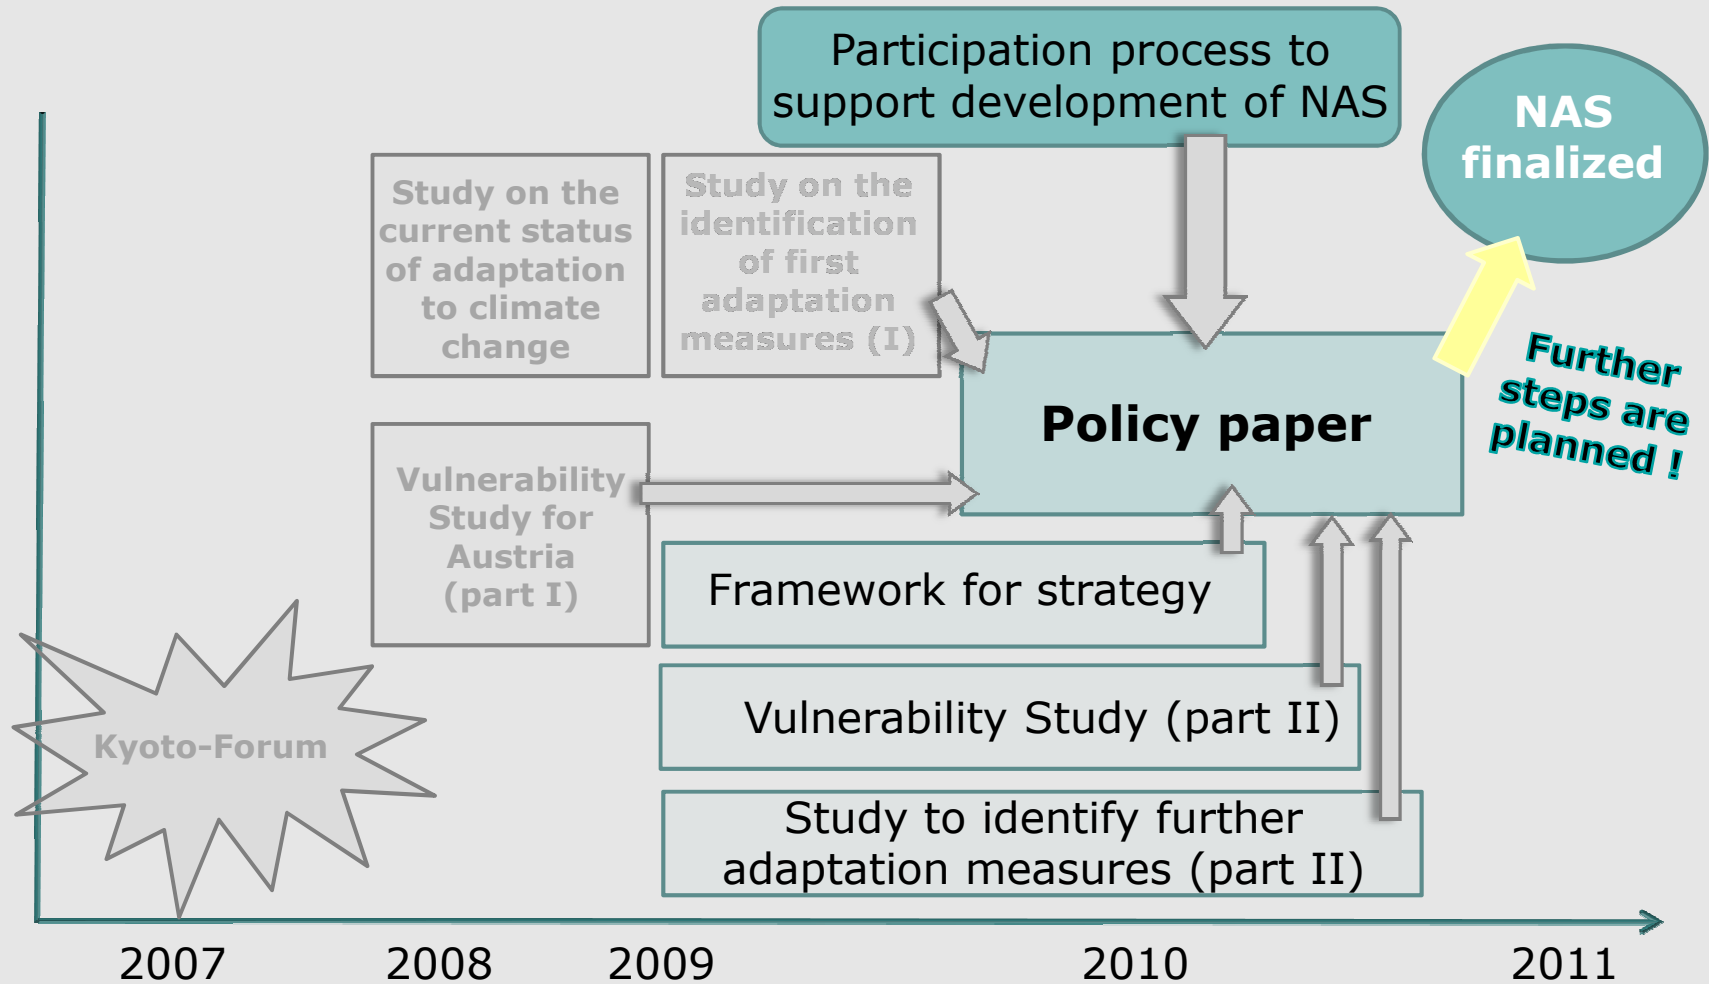 Participation process to
support development of NAS
NAS
finalized
Study on the
current status
of adaptation
to climate
change
Study on the
identification
of first
adaptation
measures (I)
Further
steps are
planned !
Policy paper
Vulnerability
Study for
Austria
(part I)
Framework for strategy
Vulnerability Study (part II)
Kyoto-Forum
Study to identify further
adaptation measures (part II)
2007 2008 2009 2010 2011